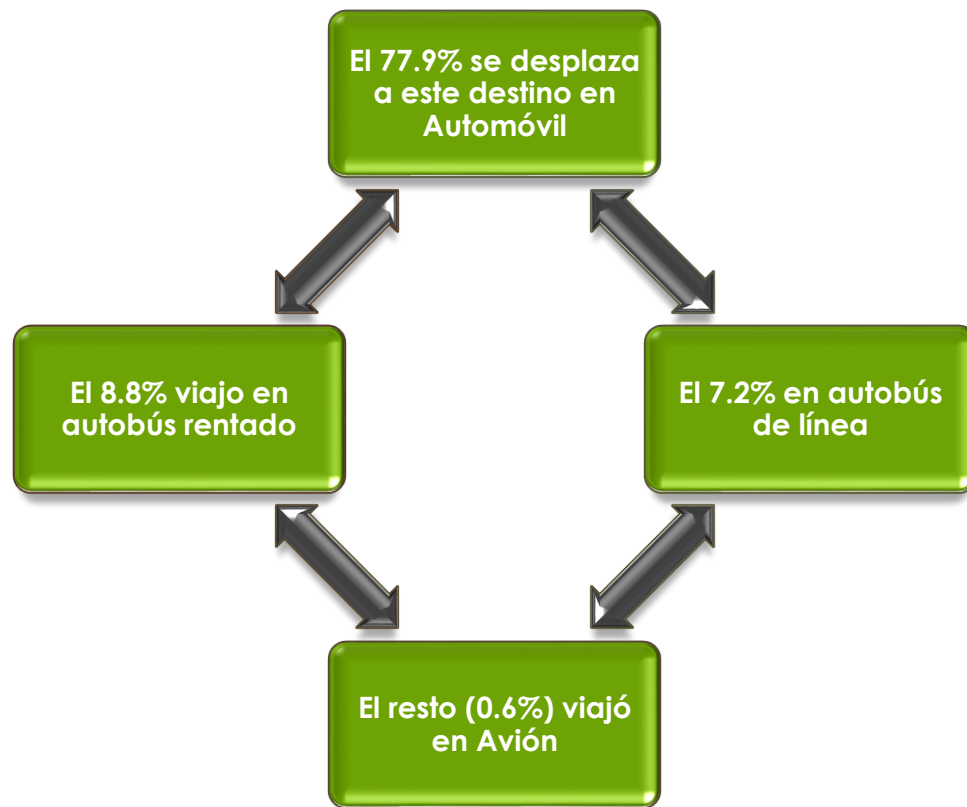 El 77.9% se desplaza
a este destino en
Automóvil
El 8.8% viajo en
autobús rentado
El 7.2% en autobús
de línea
El resto (0.6%) viajó
en Avión